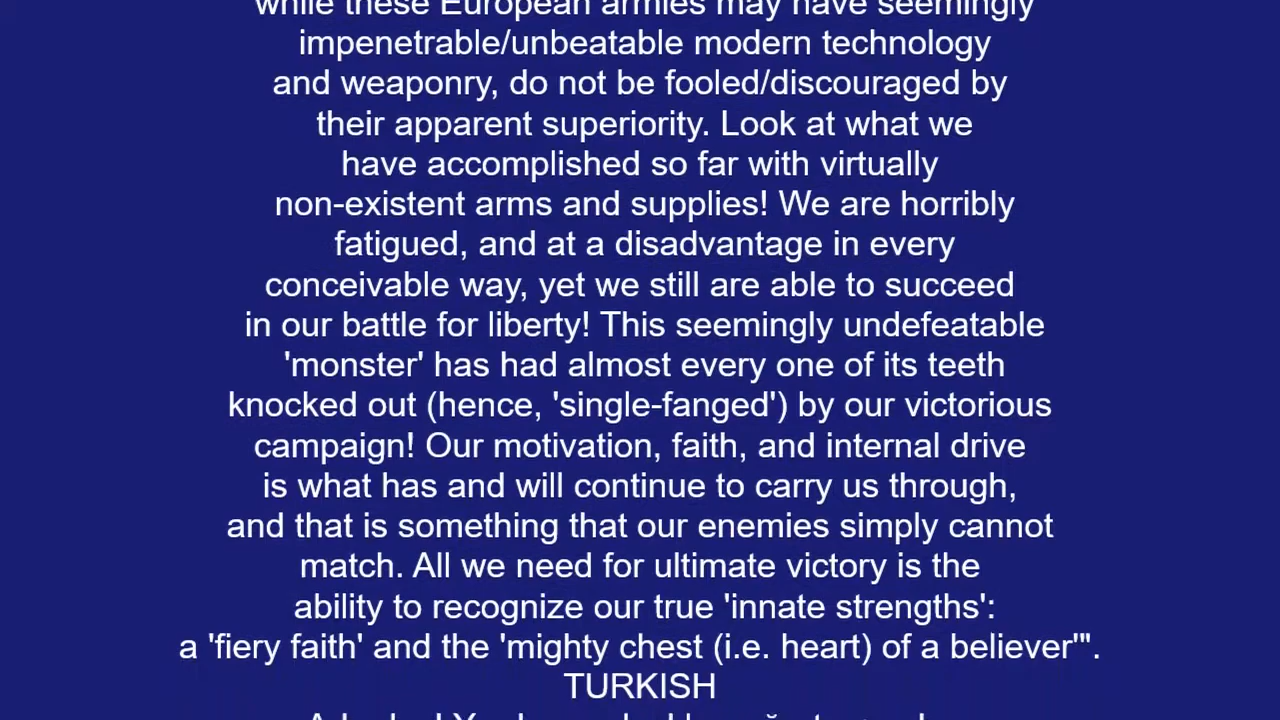 while these European armies may have seemingly
impenetrable/unbeatable modern technology
and weaponry, do not be fooled/discouraged by
their apparent superiority. Look at what we
have accomplished so far with virtually
non-existent arms and supplies! We are horribly
fatigued, and at a disadvantage in every
conceivable way, yet we still are able to succeed
in our battle for liberty! This seemingly undefeatable
'monster' has had almost every one of its teeth
knocked out (hence, 'single-fanged') by our victorious
campaign! Our motivation, faith, and internal drive
is what has and will continue to carry us through,
and that is something that our enemies simply cannot
match. All we need for ultimate victory is the
ability to recognize our true 'innate strengths':
a 'fiery faith' and the 'mighty chest (i.e. heart) of a believer'".
TURKISH